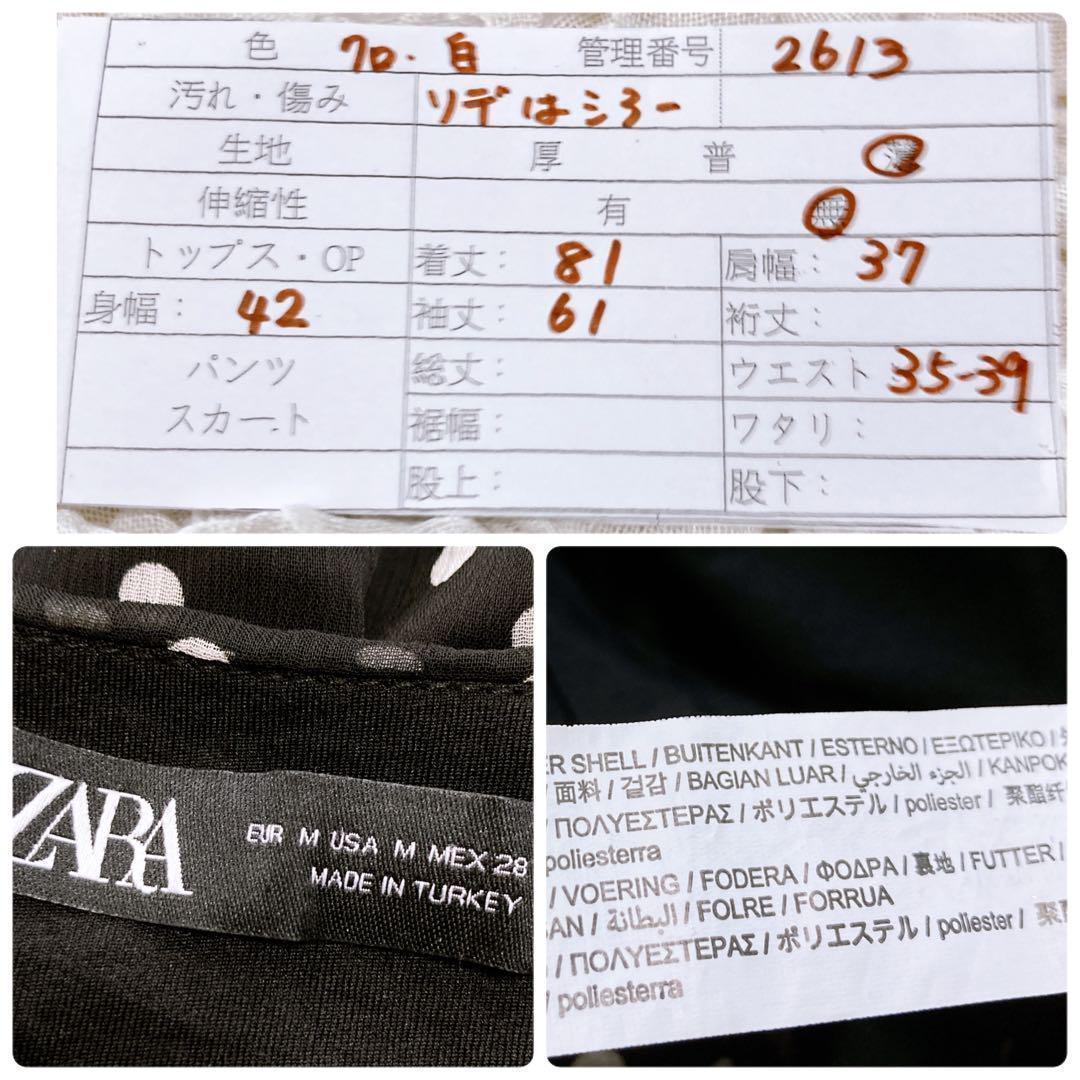 色 クロ・白 管理番号 2613
汚れ・傷み ソデはシろー
生地 厚 普 薄
伸縮性 有 無
トップス・OP 着丈: 81 肩幅: 37
身幅: 42 袖丈: 61 裄丈:
パンツ 総丈: ウエスト 35-39
スカート 裾幅: ワタリ:
股上: 股下:
ZARA
EUR M USA M MEX 28
MADE IN TURKEY
ER SHELL / BUITENKANT / ESTERNO / ΕΞΩΤΕΡΙΚΟ /
/ 面料 / 겉감 / BAGIAN LUAR / الجزء الخارجي / KANPOK
/ ΠΟΛΥΕΣΤΕΡΑΣ / ポリエステル / poliester / 聚酯纤
poliesterra
/ VOERING / FODERA / ΦΟΔΡΑ / 裏地 / FUTTER /
AN / البطانة / FOLRE / FORRUA
/ ΠΟΛΥΕΣΤΕΡΑΣ / ポリエステル / poliester / 聚
/ poliesterra